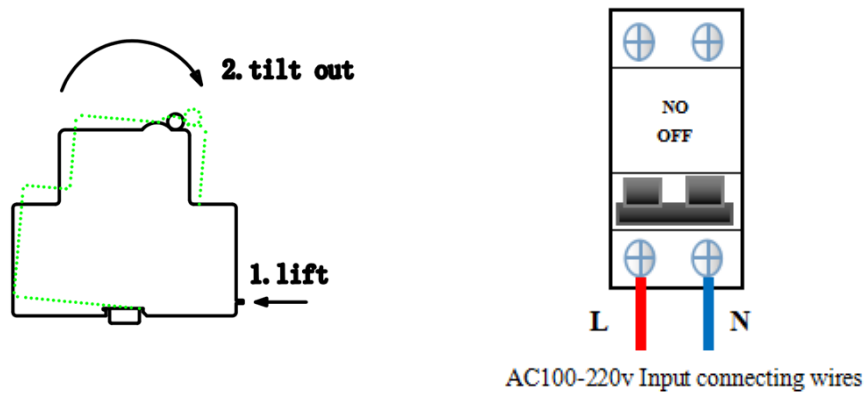 2. tilt out
1. lift
NO
OFF
L
N
AC100-220v Input connecting wires